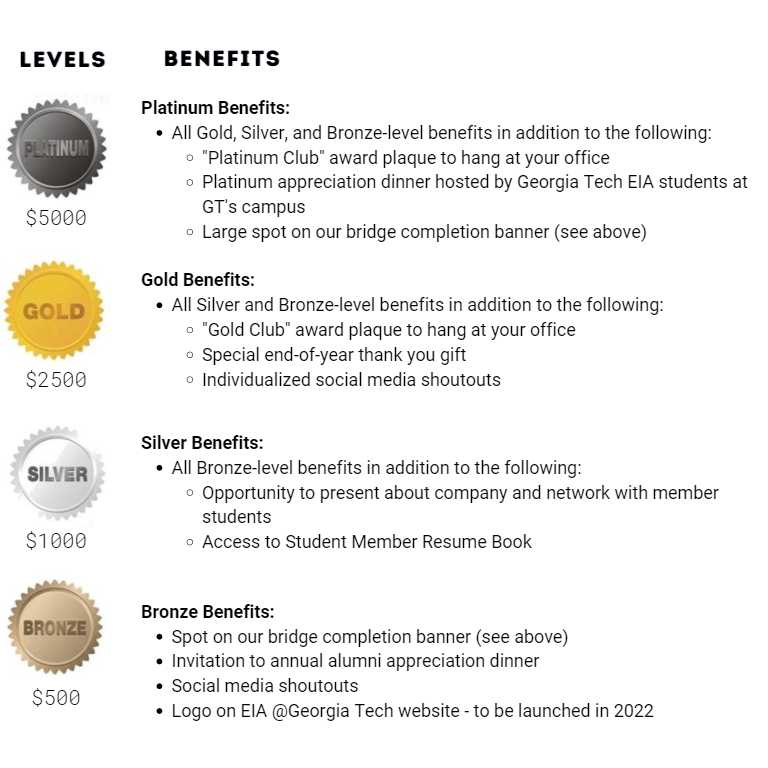 LEVELS BENEFITS
PLATINUM
$5000
Platinum Benefits:
• All Gold, Silver, and Bronze-level benefits in addition to the following:
○ "Platinum Club" award plaque to hang at your office
○ Platinum appreciation dinner hosted by Georgia Tech EIA students at
GT's campus
○ Large spot on our bridge completion banner (see above)
GOLD
$2500
Gold Benefits:
• All Silver and Bronze-level benefits in addition to the following:
○ "Gold Club" award plaque to hang at your office
○ Special end-of-year thank you gift
○ Individualized social media shoutouts
SILVER
$1000
Silver Benefits:
• All Bronze-level benefits in addition to the following:
○ Opportunity to present about company and network with member
students
○ Access to Student Member Resume Book
BRONZE
$500
Bronze Benefits:
• Spot on our bridge completion banner (see above)
• Invitation to annual alumni appreciation dinner
• Social media shoutouts
• Logo on EIA @Georgia Tech website - to be launched in 2022